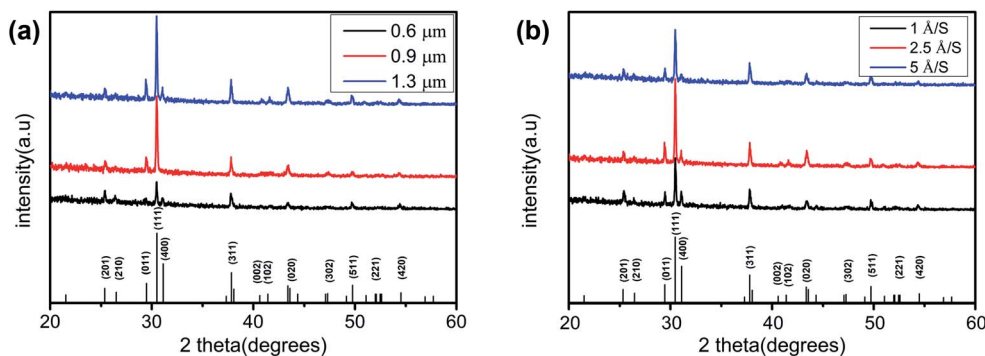 (a)
0.6 μm
0.9 μm
1.3 μm
intensity(a.u)
(201)
(210)
(011)
(111)
(400)
(311)
(002)
(102)
(020)
(302)
(511)
(221)
(420)
20 30 40 50 60
2 theta(degrees)
(b)
1 Å/S
2.5 Å/S
5 Å/S
intensity(a.u)
(201)
(210)
(011)
(111)
(400)
(311)
(002)
(102)
(020)
(302)
(511)
(221)
(420)
20 30 40 50 60
2 theta(degrees)